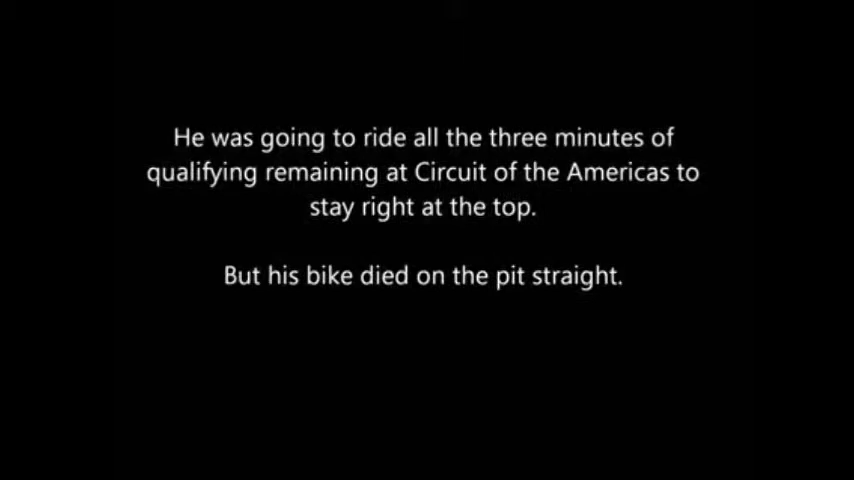 He was going to ride all the three minutes of
qualifying remaining at Circuit of the Americas to
stay right at the top.
But his bike died on the pit straight.